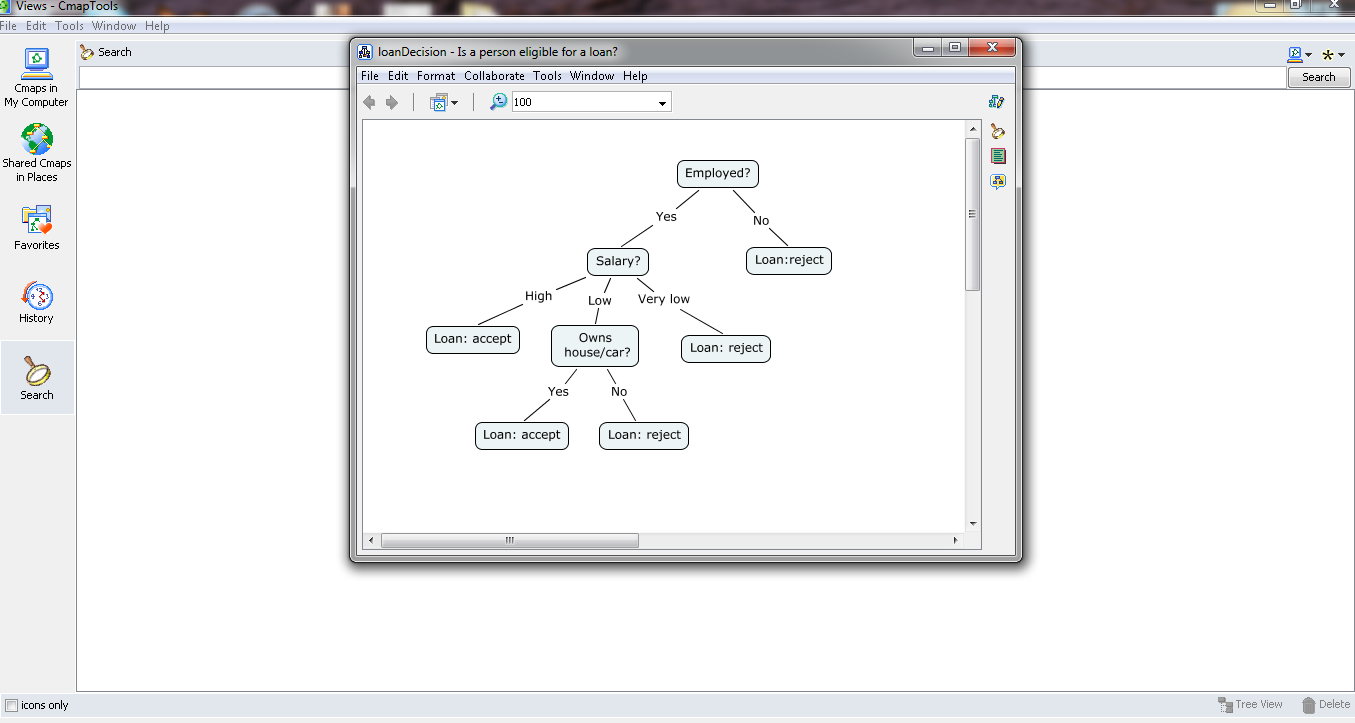 Views - CmapTools
File Edit Tools Window Help
Cmaps in
My Computer
Shared Cmaps
in Places
Favorites
History
Search
Search
Search
loanDecision - Is a person eligible for a loan?
File Edit Format Collaborate Tools Window Help
100
Employed?
Yes
No
Salary?
Loan:reject
High
Low
Very low
Loan: accept
Owns
house/car?
Loan: reject
Yes
No
Loan: accept
Loan: reject
icons only
Tree View
Delete